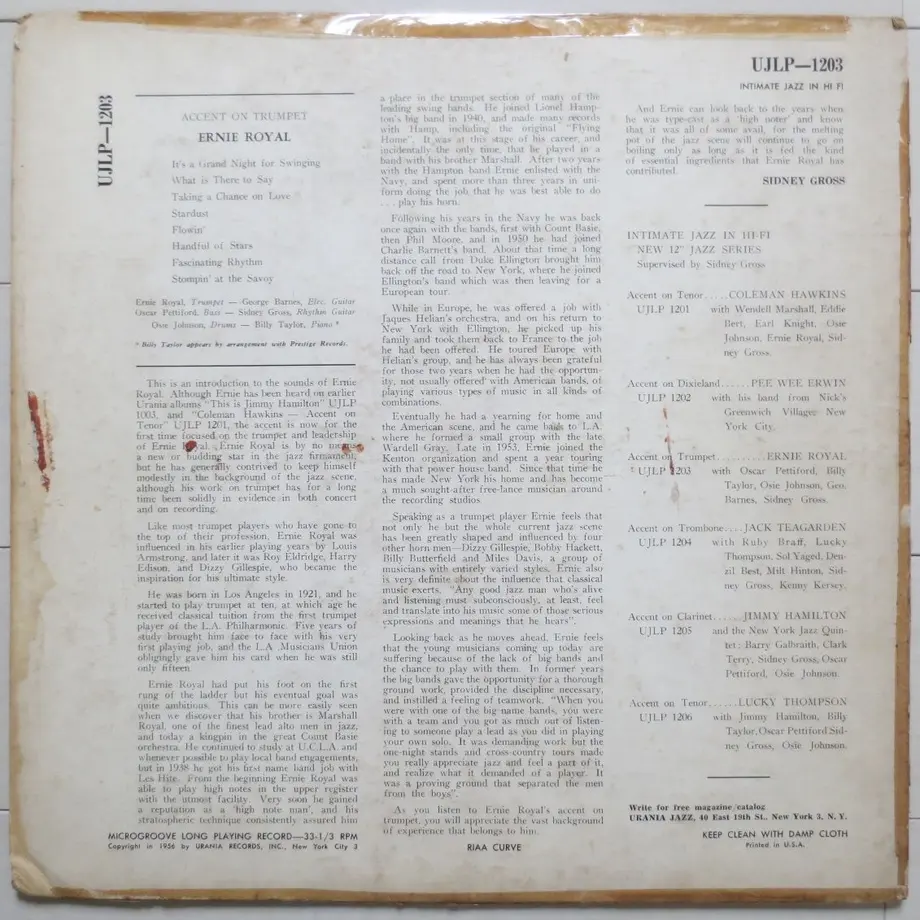 UJLP—1203
ACCENT ON TRUMPET
ERNIE ROYAL
It's a Grand Night for Swinging
What is There to Say
Taking a Chance on Love
Stardust
Flowin'
Handful of Stars
Fascinating Rhythm
Stompin' at the Savoy
Ernie Royal, Trumpet — George Barnes, Elec. Guitar
Oscar Pettiford, Bass — Sidney Gross, Rhythm Guitar
Osie Johnson, Drums — Billy Taylor, Piano *
* Billy Taylor appears by arrangement with Prestige Records.
This is an introduction to the sounds of Ernie
Royal. Although Ernie has been heard on earlier
Urania albums "This is Jimmy Hamilton" UJLP
1003, and "Coleman Hawkins — Accent on
Tenor" UJLP 1201, the accent is now for the
first time focused on the trumpet and leadership
of Ernie Royal. Ernie Royal is by no means
a new or budding star in the jazz firmament,
but he has generally contrived to keep himself
modestly in the background of the jazz scene,
although his work on trumpet has for a long
time been solidly in evidence in both concert
and on recording.
Like most trumpet players who have gone to
the top of their profession, Ernie Royal was
influenced in his earlier playing years by Louis
Armstrong, and later it was Roy Eldridge, Harry
Edison, and Dizzy Gillespie, who became the
inspiration for his ultimate style.
He was born in Los Angeles in 1921, and he
started to play trumpet at ten, at which age he
received classical tuition from the first trumpet
player of the L.A. Philharmonic. Five years of
study brought him face to face with his very
first playing job, and the L.A. Musicians Union
obligingly gave him his card when he was still
only fifteen.
Ernie Royal had put his foot on the first
rung of the ladder but his eventual goal was
quite ambitious. This can be more easily seen
when we discover that his brother is Marshall
Royal, one of the finest lead alto men in jazz,
and today a kingpin in the great Count Basie
orchestra. He continued to study at U.C.L.A. and
whenever possible to play local band engagements,
but in 1938 he got his first name band job with
Les Hite. From the beginning Ernie Royal was
able to play high notes in the upper register
with the utmost facility. Very soon he gained
a reputation as a 'high note man', and his
stratospheric technique consistently assured him
MICROGROOVE LONG PLAYING RECORD—33-1/3 RPM
Copyright in 1956 by URANIA RECORDS, INC., New York City 3
a place in the trumpet section of many of the
leading swing bands. He joined Lionel Hamp-
ton's big band in 1940, and made many records
with Hamp, including the original "Flying
Home". It was at this stage of his career, and
incidentally the only time, that he played in a
band with his brother Marshall. After two years
with the Hampton band Ernie enlisted with the
Navy, and spent more than three years in uni-
form doing the job that he was best able to do
. . . play his horn.
Following his years in the Navy he was back
once again with the bands, first with Count Basie,
then Phil Moore, and in 1950 he had joined
Charlie Barnett's band. About that time a long
distance call from Duke Ellington brought him
back off the road to New York, where he joined
Ellington's band which was then leaving for a
European tour.
While in Europe, he was offered a job with
Jaques Helian's orchestra, and on his return to
New York with Ellington, he picked up his
family and took them back to France to the job
he had been offered. He toured Europe with
Helian's group, and he has always been grateful
for those two years when he had the opportun-
ity, not usually offered with American bands, of
playing various types of music in all kinds of
combinations.
Eventually he had a yearning for home and
the American scene, and he came back to L.A.
where he formed a small group with the late
Wardell Gray. Late in 1953, Ernie joined the
Kenton organization and spent a year touring
with that power house band. Since that time he
has made New York his home and has become
a much sought-after free-lance musician around
the recording studios.
Speaking as a trumpet player Ernie feels that
not only he but the whole current jazz scene
has been greatly shaped and influenced by four
other horn men—Dizzy Gillespie, Bobby Hackett,
Billy Butterfield and Miles Davis, a group of
musicians with entirely varied styles. Ernie also
is very definite about the influence that classical
music exerts. "Any good jazz man who's alive
and listening must subconsciously, at least, feel
and translate into his music some of those serious
expressions and meanings that he hears".
Looking back as he moves ahead, Ernie feels
that the young musicians coming up today are
suffering because of the lack of big bands and
the chance to play with them. In former years
the big bands gave the opportunity for a thorough
ground work, provided the discipline necessary,
and instilled a feeling of teamwork. "When you
were with one of the big-name bands, you were
with a team and you got as much out of listen-
ing to someone play a lead as you did in playing
your own solo. It was demanding work but the
one-night stands and cross-country tours made
you really appreciate jazz and feel a part of it,
and realize what it demanded of a player. It
was a proving ground that separated the men
from the boys".
As you listen to Ernie Royal's accent on
trumpet, you will appreciate the vast background
of experience that belongs to him.
RIAA CURVE
UJLP—1203
INTIMATE JAZZ IN HI FI
And Ernie can look back to the years when
he was type-cast as a 'high noter' and know
that it was all of some avail, for the melting
pot of the jazz scene will continue to go on
boiling only as long as it is fed the kind
of essential ingredients that Ernie Royal has
contributed.
SIDNEY GROSS
INTIMATE JAZZ IN HI-FI
NEW 12" JAZZ SERIES
Supervised by Sidney Gross
Accent on Tenor.....COLEMAN HAWKINS
UJLP 1201 with Wendell Marshall, Eddie
Bert, Earl Knight, Osie
Johnson, Ernie Royal, Sid-
ney Gross.
Accent on Dixieland......PEE WEE ERWIN
UJLP 1202 with his band from Nick's
Greenwich Village, New
York City.
Accent on Trumpet..........ERNIE ROYAL
UJLP 1203 with Oscar Pettiford, Billy
Taylor, Osie Johnson, Geo.
Barnes, Sidney Gross.
Accent on Trombone....JACK TEAGARDEN
UJLP 1204 with Ruby Braff, Lucky
Thompson, Sol Yaged, Den-
zil Best, Milt Hinton, Sid-
ney Gross, Kenny Kersey.
Accent on Clarinet......JIMMY HAMILTON
UJLP 1205 and the New York Jazz Quin-
tet: Barry Galbraith, Clark
Terry, Sidney Gross, Oscar
Pettiford, Osie Johnson.
Accent on Tenor......LUCKY THOMPSON
UJLP 1206 with Jimmy Hamilton, Billy
Taylor, Oscar Pettiford Sid-
ney Gross, Osie Johnson.
Write for free magazine/catalog
URANIA JAZZ, 40 East 19th St., New York 3, N. Y.
KEEP CLEAN WITH DAMP CLOTH
Printed in U.S.A.